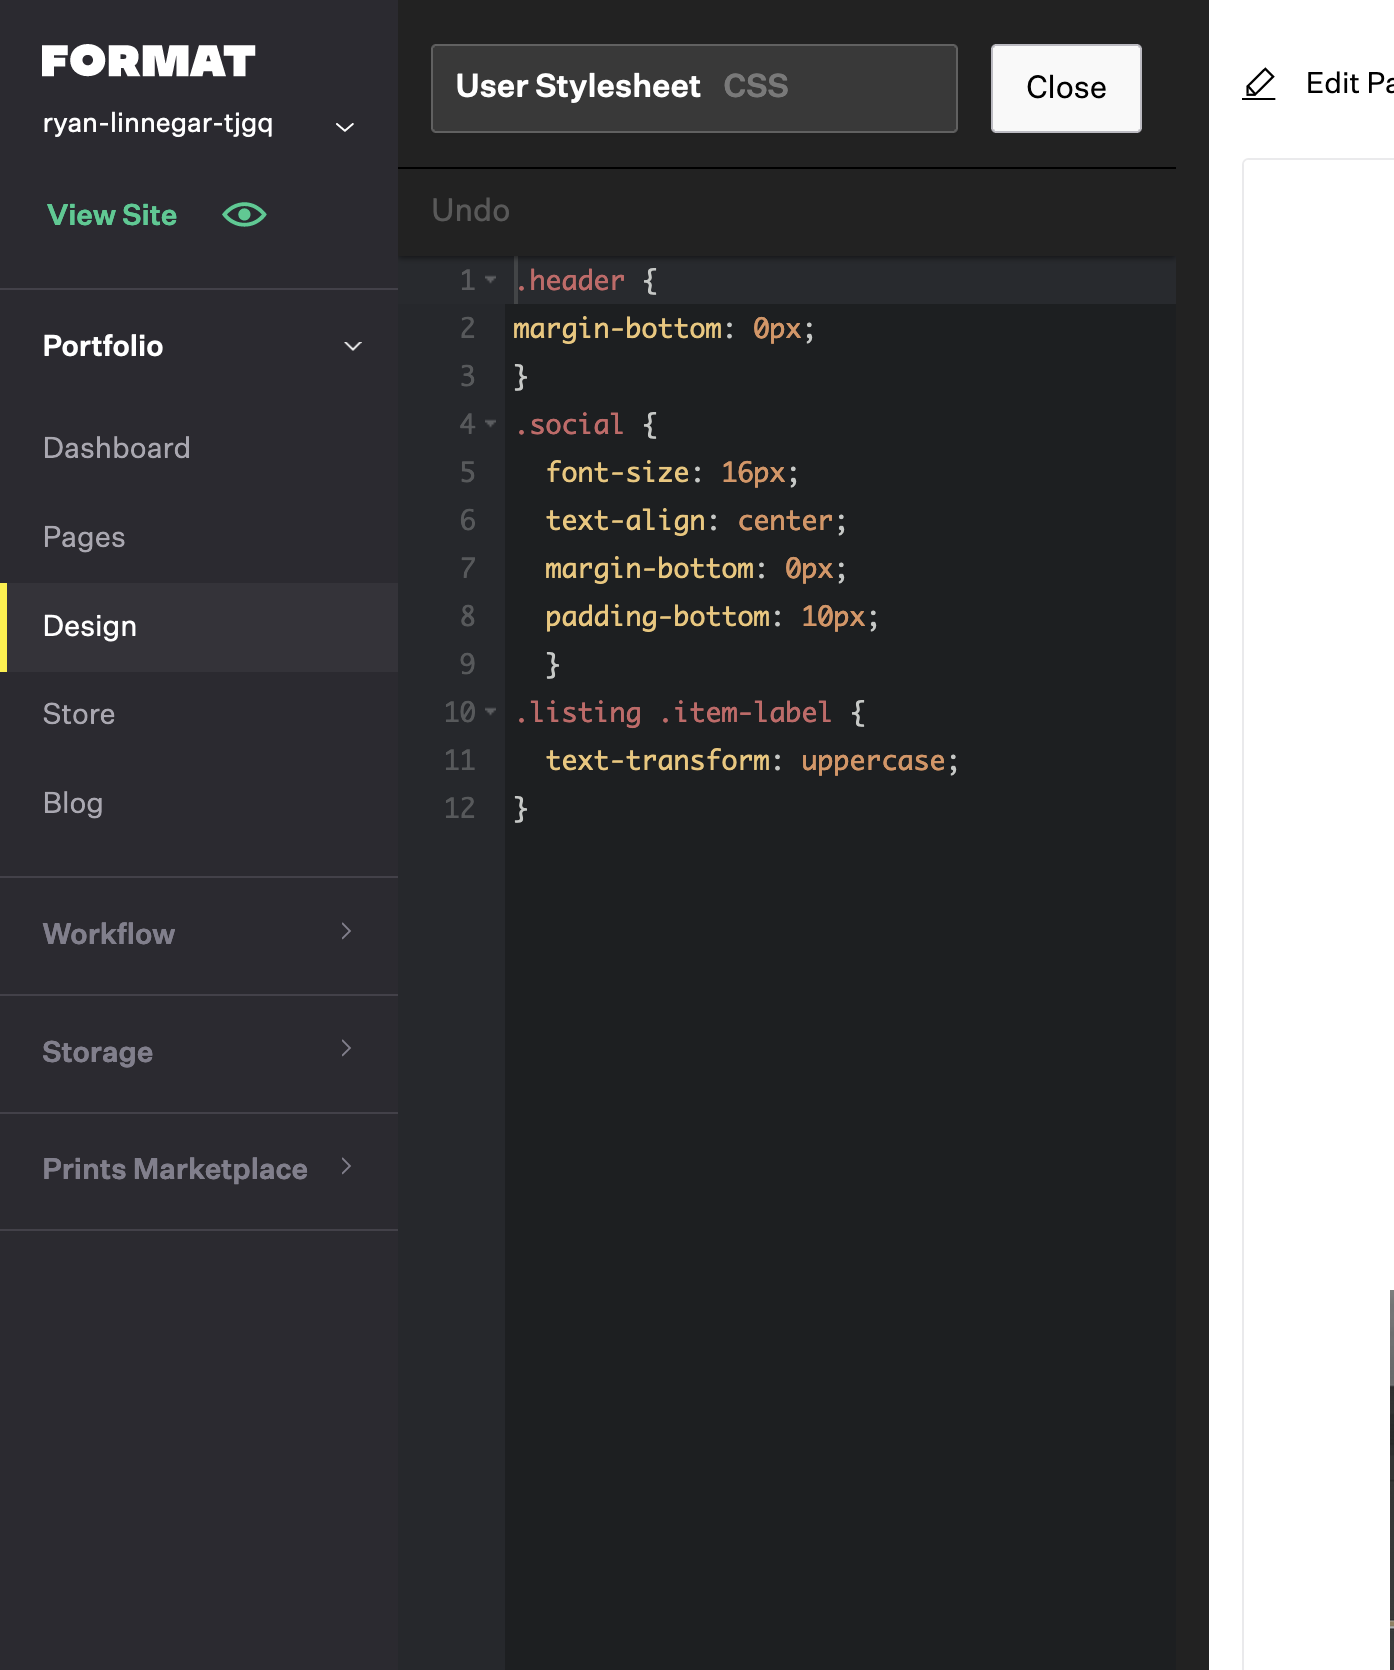 FORMAT
ryan-linnegar-tjgq
View Site
Portfolio
Dashboard
Pages
Design
Store
Blog
Workflow
Storage
Prints Marketplace
User Stylesheet CSS
Close
Undo
1 .header {
2 margin-bottom: 0px;
3 }
4 .social {
5 font-size: 16px;
6 text-align: center;
7 margin-bottom: 0px;
8 padding-bottom: 10px;
9 }
10 .listing .item-label {
11 text-transform: uppercase;
12 }
Edit Pa